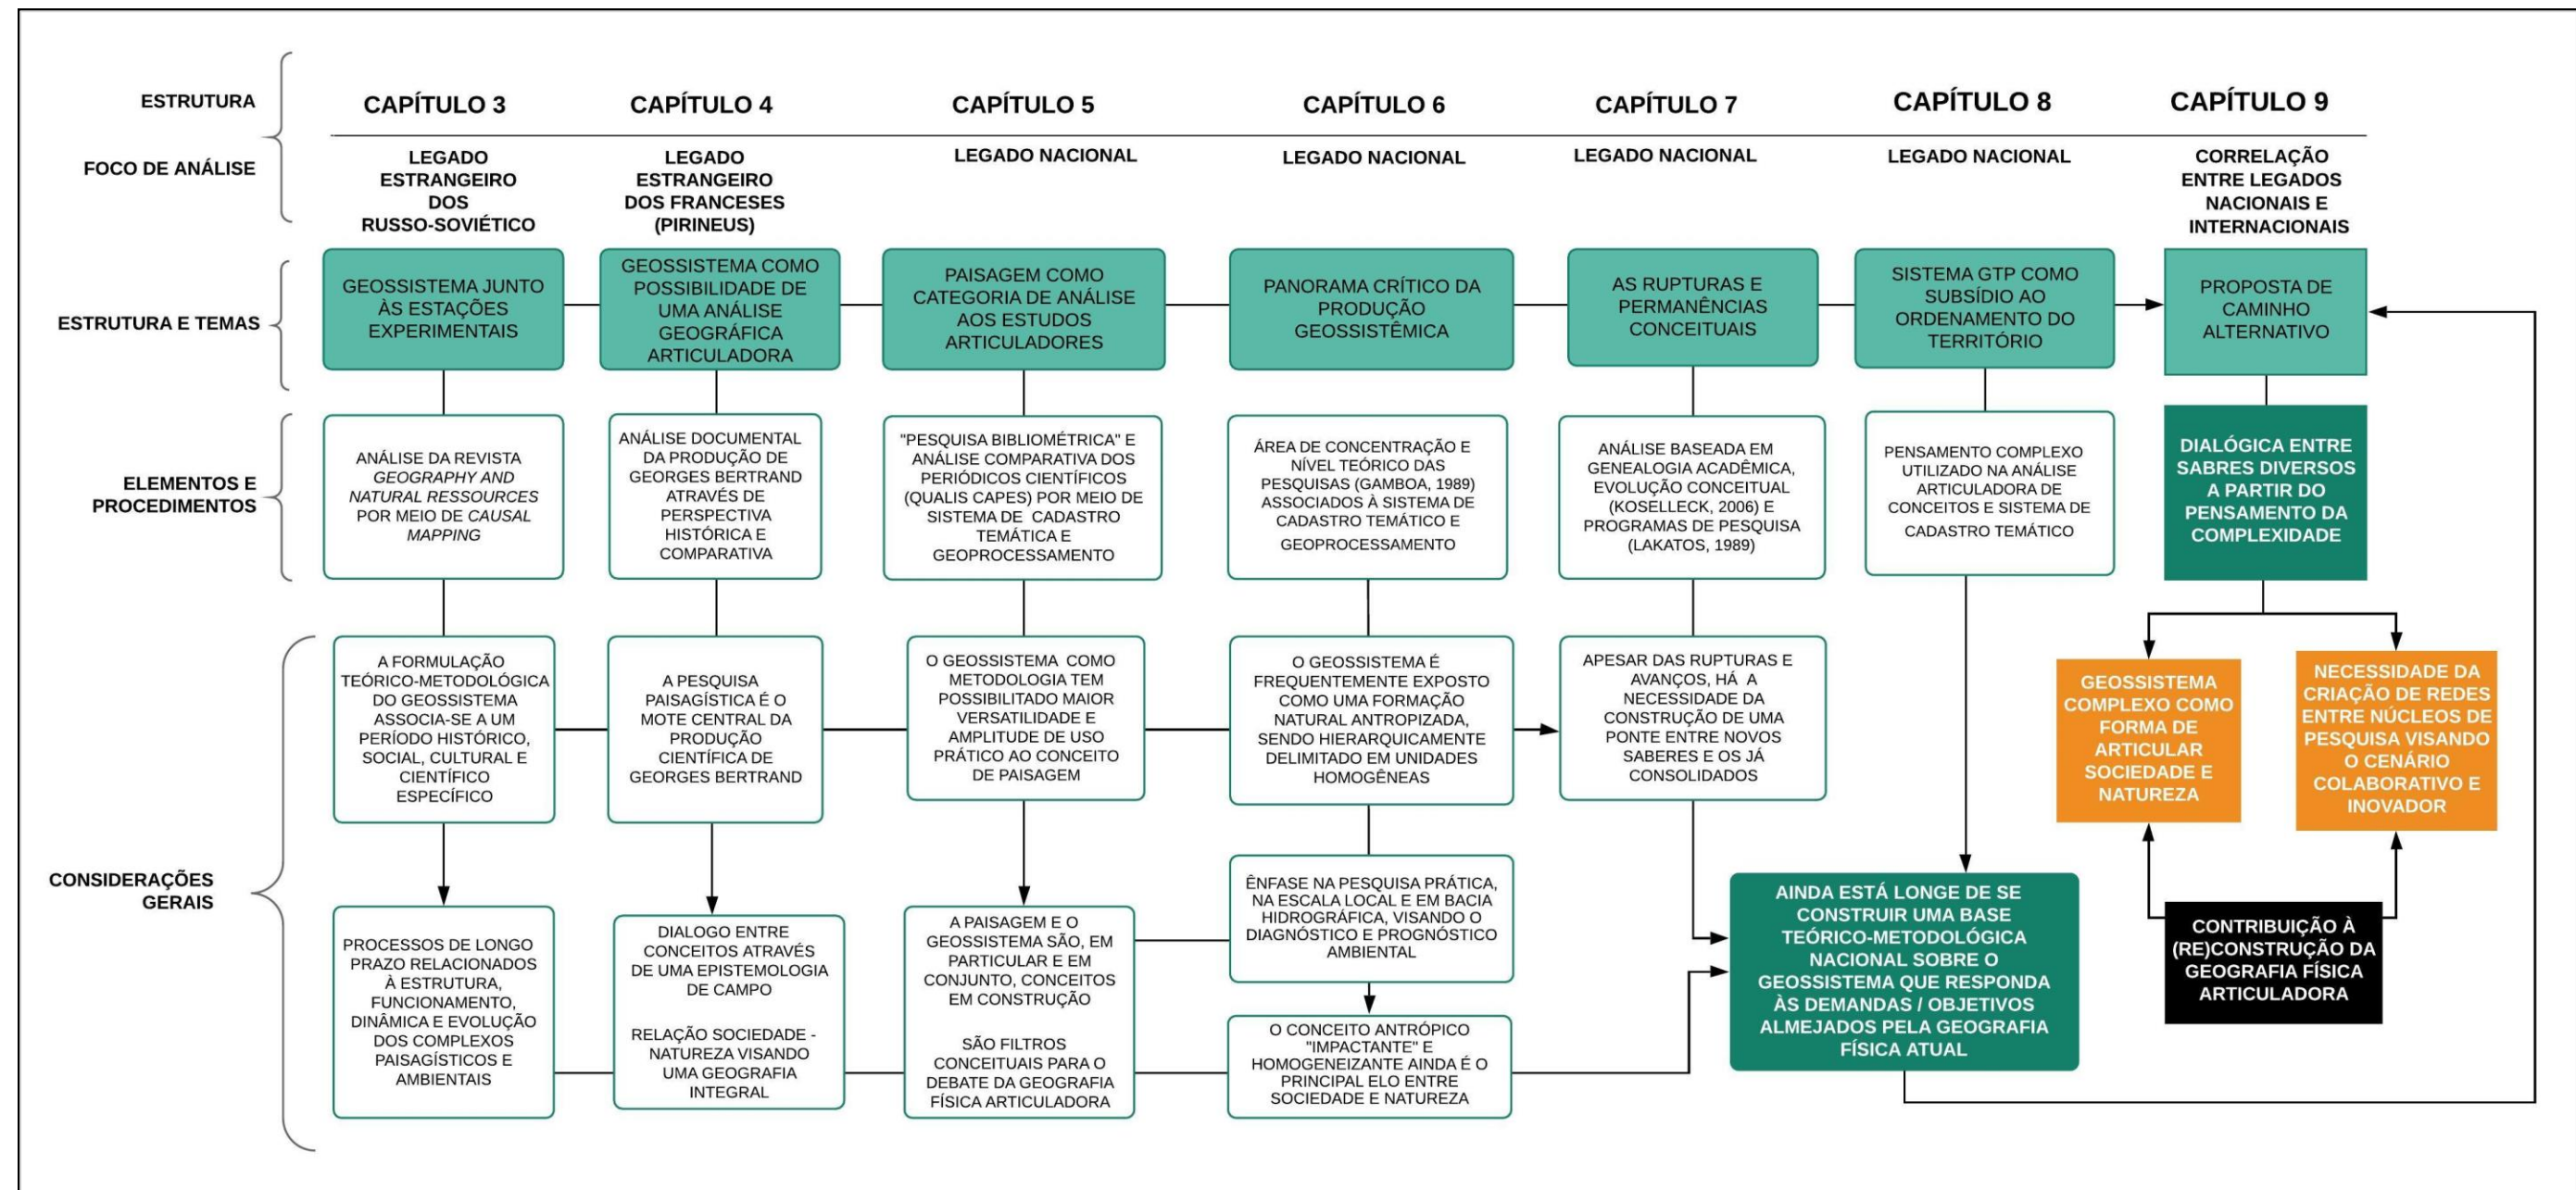 ESTRUTURA
CAPÍTULO 3
CAPÍTULO 4
CAPÍTULO 5
CAPÍTULO 6
CAPÍTULO 7
CAPÍTULO 8
CAPÍTULO 9
FOCO DE ANÁLISE
LEGADO
ESTRANGEIRO
DOS
RUSSO-SOVIÉTICO
LEGADO
ESTRANGEIRO
DOS FRANCESES
(PIRINEUS)
LEGADO NACIONAL
LEGADO NACIONAL
LEGADO NACIONAL
LEGADO NACIONAL
CORRELAÇÃO
ENTRE LEGADOS
NACIONAIS E
INTERNACIONAIS
ESTRUTURA E TEMAS
GEOSSISTEMA JUNTO
ÀS ESTAÇÕES
EXPERIMENTAIS
GEOSSISTEMA COMO
POSSIBILIDADE DE
UMA ANÁLISE
GEOGRÁFICA
ARTICULADORA
PAISAGEM COMO
CATEGORIA DE ANÁLISE
AOS ESTUDOS
ARTICULADORES
PANORAMA CRÍTICO DA
PRODUÇÃO
GEOSSISTÊMICA
AS RUPTURAS E
PERMANÊNCIAS
CONCEITUAIS
SISTEMA GTP COMO
SUBSÍDIO AO
ORDENAMENTO DO
TERRITÓRIO
PROPOSTA DE
CAMINHO
ALTERNATIVO
ELEMENTOS E
PROCEDIMENTOS
ANÁLISE DA REVISTA
GEOGRAPHY AND
NATURAL RESSOURCES
POR MEIO DE CAUSAL
MAPPING
ANÁLISE DOCUMENTAL
DA PRODUÇÃO DE
GEORGES BERTRAND
ATRAVÉS DE
PERSPECTIVA
HISTÓRICA E
COMPARATIVA
"PESQUISA BIBLIOMÉTRICA" E
ANÁLISE COMPARATIVA DOS
PERIÓDICOS CIENTÍFICOS
(QUALIS CAPES) POR MEIO DE
SISTEMA DE CADASTRO
TEMÁTICA E
GEOPROCESSAMENTO
ÁREA DE CONCENTRAÇÃO E
NÍVEL TEÓRICO DAS
PESQUISAS (GAMBOA, 1989)
ASSOCIADOS À SISTEMA DE
CADASTRO TEMÁTICO E
GEOPROCESSAMENTO
ANÁLISE BASEADA EM
GENEALOGIA ACADÊMICA,
EVOLUÇÃO CONCEITUAL
(KOSELLECK, 2006) E
PROGRAMAS DE PESQUISA
(LAKATOS, 1989)
PENSAMENTO COMPLEXO
UTILIZADO NA ANÁLISE
ARTICULADORA DE
CONCEITOS E SISTEMA DE
CADASTRO TEMÁTICO
DIALÓGICA ENTRE
SABRES DIVERSOS
A PARTIR DO
PENSAMENTO DA
COMPLEXIDADE
CONSIDERAÇÕES
GERAIS
A FORMULAÇÃO
TEÓRICO-METODOLÓGICA
DO GEOSSISTEMA
ASSOCIA-SE A UM
PERÍODO HISTÓRICO,
SOCIAL, CULTURAL E
CIENTÍFICO
ESPECÍFICO
A PESQUISA
PAISAGÍSTICA É O
MOTE CENTRAL DA
PRODUÇÃO
CIENTÍFICA DE
GEORGES BERTRAND
O GEOSSISTEMA COMO
METODOLOGIA TEM
POSSIBILITADO MAIOR
VERSATILIDADE E
AMPLITUDE DE USO
PRÁTICO AO CONCEITO
DE PAISAGEM
O GEOSSISTEMA É
FREQUENTEMENTE EXPOSTO
COMO UMA FORMAÇÃO
NATURAL ANTROPIZADA,
SENDO HIERARQUICAMENTE
DELIMITADO EM UNIDADES
HOMOGÊNEAS
APESAR DAS RUPTURAS E
AVANÇOS, HÁ A
NECESSIDADE DA
CONSTRUÇÃO DE UMA
PONTE ENTRE NOVOS
SABERES E OS JÁ
CONSOLIDADOS
GEOSSISTEMA
COMPLEXO COMO
FORMA DE
ARTICULAR
SOCIEDADE E
NATUREZA
NECESSIDADE DA
CRIAÇÃO DE REDES
ENTRE NÚCLEOS DE
PESQUISA VISANDO
O CENÁRIO
COLABORATIVO E
INOVADOR
PROCESSOS DE LONGO
PRAZO RELACIONADOS
À ESTRUTURA,
FUNCIONAMENTO,
DINÂMICA E EVOLUÇÃO
DOS COMPLEXOS
PAISAGÍSTICOS E
AMBIENTAIS
DIALOGO ENTRE
CONCEITOS ATRAVÉS
DE UMA EPISTEMOLOGIA
DE CAMPO
RELAÇÃO SOCIEDADE -
NATUREZA VISANDO
UMA GEOGRAFIA
INTEGRAL
A PAISAGEM E O
GEOSSISTEMA SÃO, EM
PARTICULAR E EM
CONJUNTO, CONCEITOS
EM CONSTRUÇÃO
SÃO FILTROS
CONCEITUAIS PARA O
DEBATE DA GEOGRAFIA
FÍSICA ARTICULADORA
ÊNFASE NA PESQUISA PRÁTICA,
NA ESCALA LOCAL E EM BACIA
HIDROGRÁFICA, VISANDO O
DIAGNÓSTICO E PROGNÓSTICO
AMBIENTAL
O CONCEITO ANTRÓPICO
"IMPACTANTE" E
HOMOGENEIZANTE AINDA É O
PRINCIPAL ELO ENTRE
SOCIEDADE E NATUREZA
AINDA ESTÁ LONGE DE SE
CONSTRUIR UMA BASE
TEÓRICO-METODOLÓGICA
NACIONAL SOBRE O
GEOSSISTEMA QUE RESPONDA
ÀS DEMANDAS / OBJETIVOS
ALMEJADOS PELA GEOGRAFIA
FÍSICA ATUAL
CONTRIBUIÇÃO À
(RE)CONSTRUÇÃO DA
GEOGRAFIA FÍSICA
ARTICULADORA